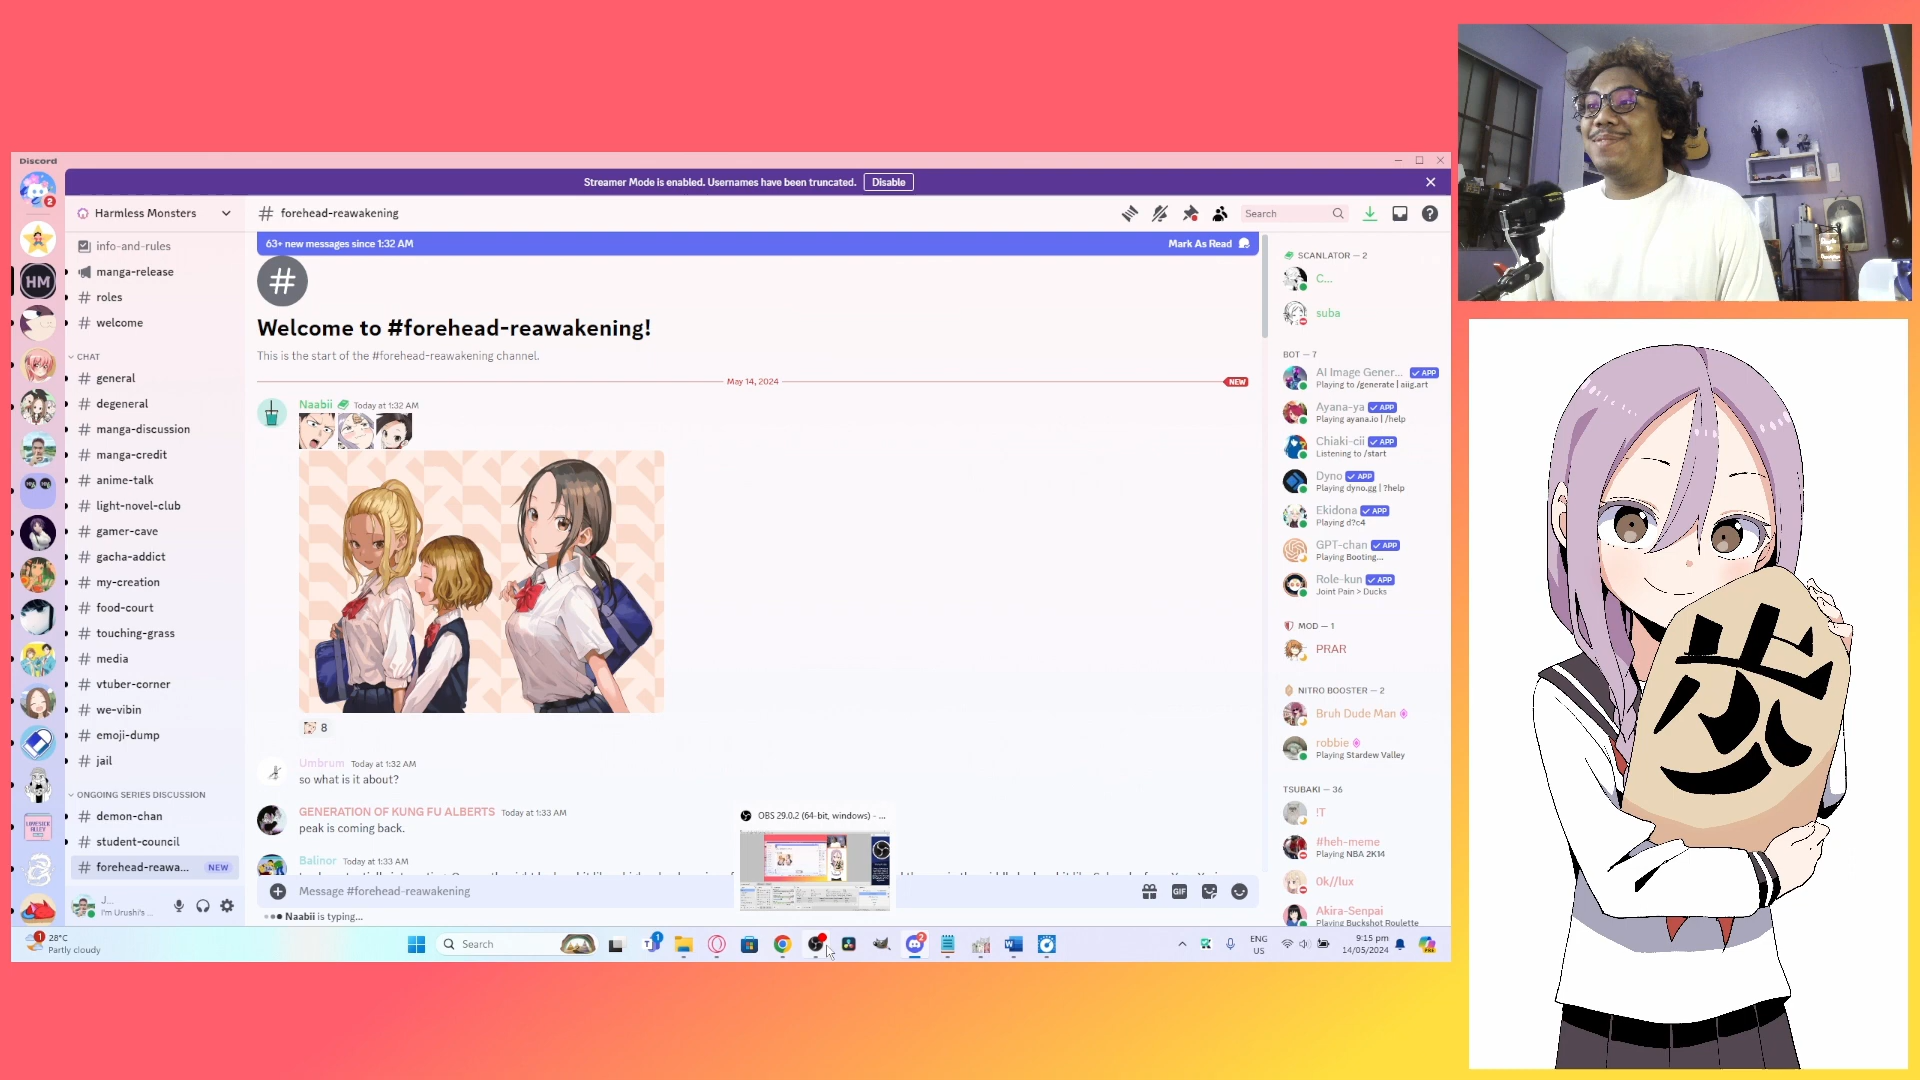 Discord
Streamer Mode is enabled. Usernames have been truncated.
Disable
2
HM
Harmless Monsters
info-and-rules
manga-release
roles
welcome
CHAT
general
degeneral
manga-discussion
manga-credit
anime-talk
light-novel-club
gamer-cave
gacha-addict
my-creation
food-court
touching-grass
media
vtuber-corner
we-vibin
emoji-dump
jail
ONGOING SERIES DISCUSSION
demon-chan
student-council
forehead-reawa... NEW
J...
I'm Urushi's ...
# forehead-reawakening
Search
63+ new messages since 1:32 AM
Mark As Read
#
Welcome to #forehead-reawakening!
This is the start of the #forehead-reawakening channel.
May 14, 2024
NEW
Naabii Today at 1:32 AM
8
Umbrum Today at 1:32 AM
so what is it about?
GENERATION OF KUNG FU ALBERTS Today at 1:33 AM
peak is coming back.
Balinor Today at 1:33 AM
Message #forehead-reawakening
GIF
Naabii is typing...
OBS 29.0.2 (64-bit, windows) - ...
SCANLATOR — 2
C...
suba
BOT — 7
AI Image Gener... APP
Playing to /generate | aiig.art
Ayana-ya APP
Playing ayana.io | /help
Chiaki-cii APP
Listening to /start
Dyno APP
Playing dyno.gg | ?help
Ekidona APP
Playing d?c4
GPT-chan APP
Playing Booting...
Role-kun APP
Joint Pain > Ducks
MOD — 1
PRAR
NITRO BOOSTER — 2
Bruh Dude Man
robbie
Playing Stardew Valley
TSUBAKI — 36
!T
#heh-meme
Playing NBA 2K14
0k//lux
Akira-Senpai
Playing Buckshot Roulette
1
28°C
Partly cloudy
Search
1
2
ENG
US
9:15 pm
14/05/2024
歩